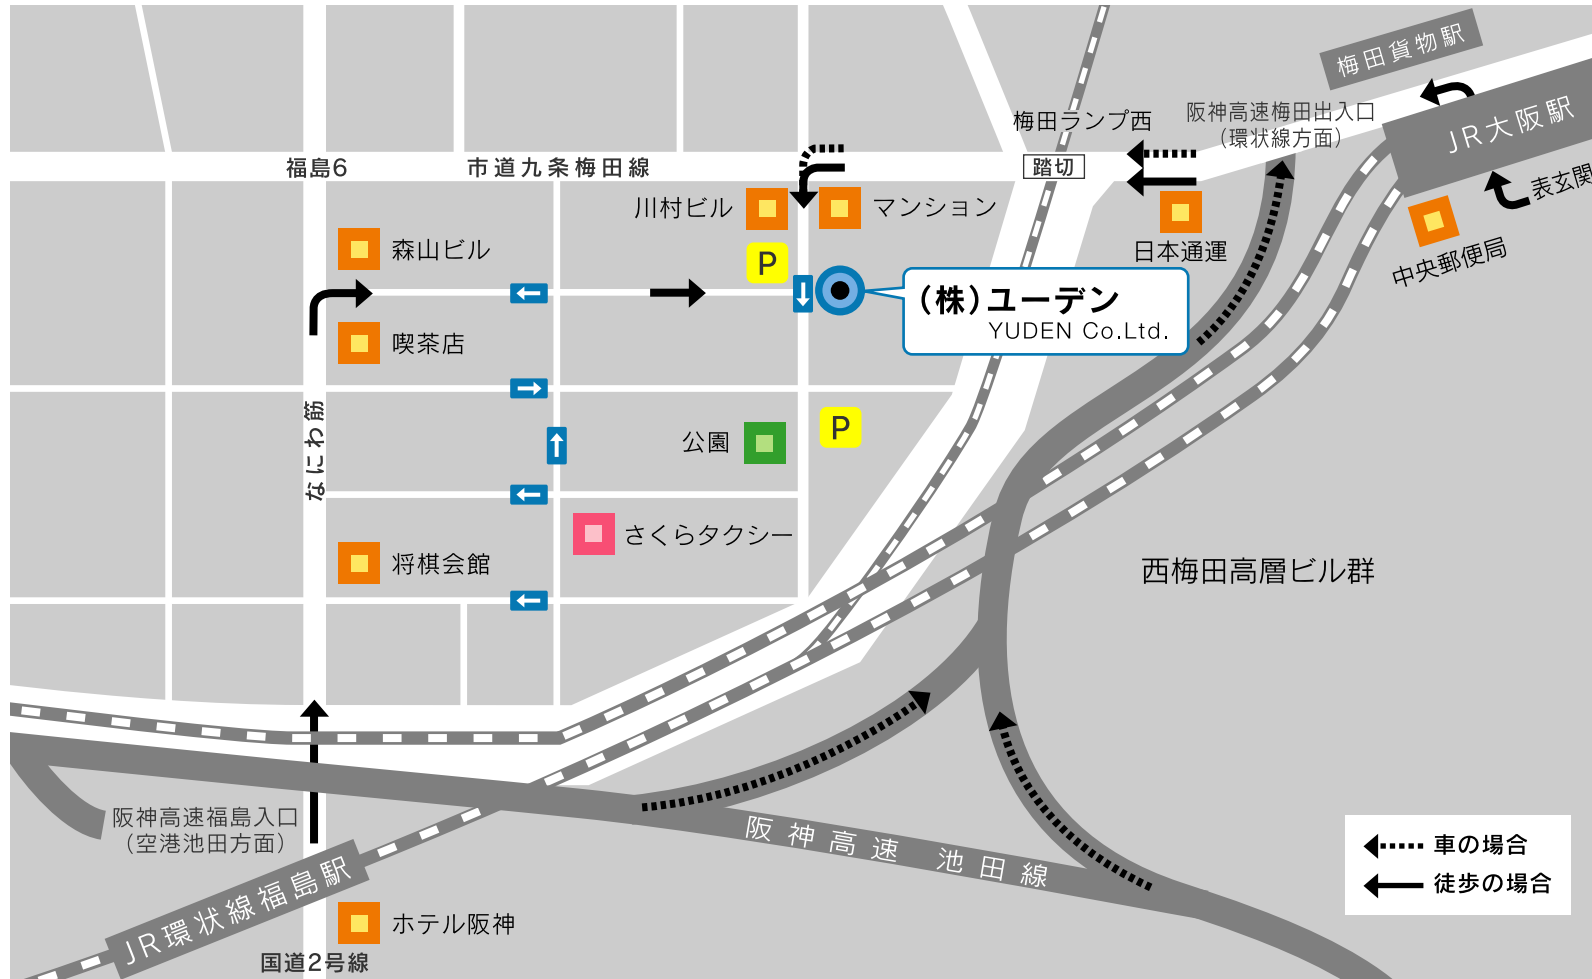 梅田貨物駅
JR大阪駅
阪神高速梅田出入口
（環状線方面）
梅田ランプ西
踏切
福島6
市道九条梅田線
表玄関
川村ビル
マンション
日本通運
中央郵便局
森山ビル
P
（株）ユーデン
YUDEN Co.Ltd.
喫茶店
なにわ筋
公園
P
さくらタクシー
将棋会館
西梅田高層ビル群
阪神高速福島入口
（空港池田方面）
阪神高速 池田線
JR環状線福島駅
ホテル阪神
国道2号線
車の場合
徒歩の場合